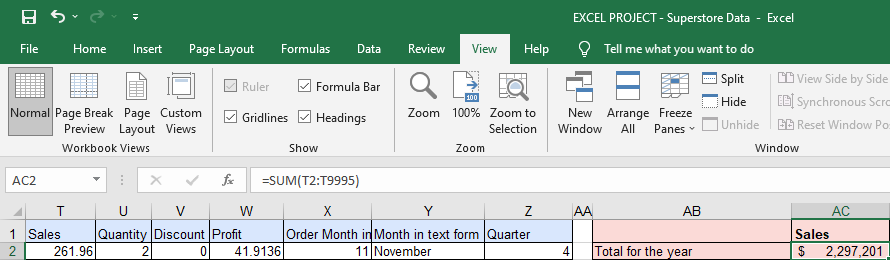 EXCEL PROJECT - Superstore Data - Excel
File Home Insert Page Layout Formulas Data Review View Help Tell me what you want to do
Normal Page Break Preview Page Layout Custom Views
Workbook Views
Ruler Formula Bar
Gridlines Headings
Show
Zoom 100% Zoom to Selection
100
Zoom
New Window Arrange All Freeze Panes
Split
Hide
Unhide
View Side by Side
Synchronous Scro
Reset Window Po
Window
AC2 fx =SUM(T2:T9995)
T U V W X Y Z AA AB AC
1 Sales Quantity Discount Profit Order Month in Month in text form Quarter Sales
2 261.96 2 0 41.9136 11 November 4 Total for the year $ 2,297,201